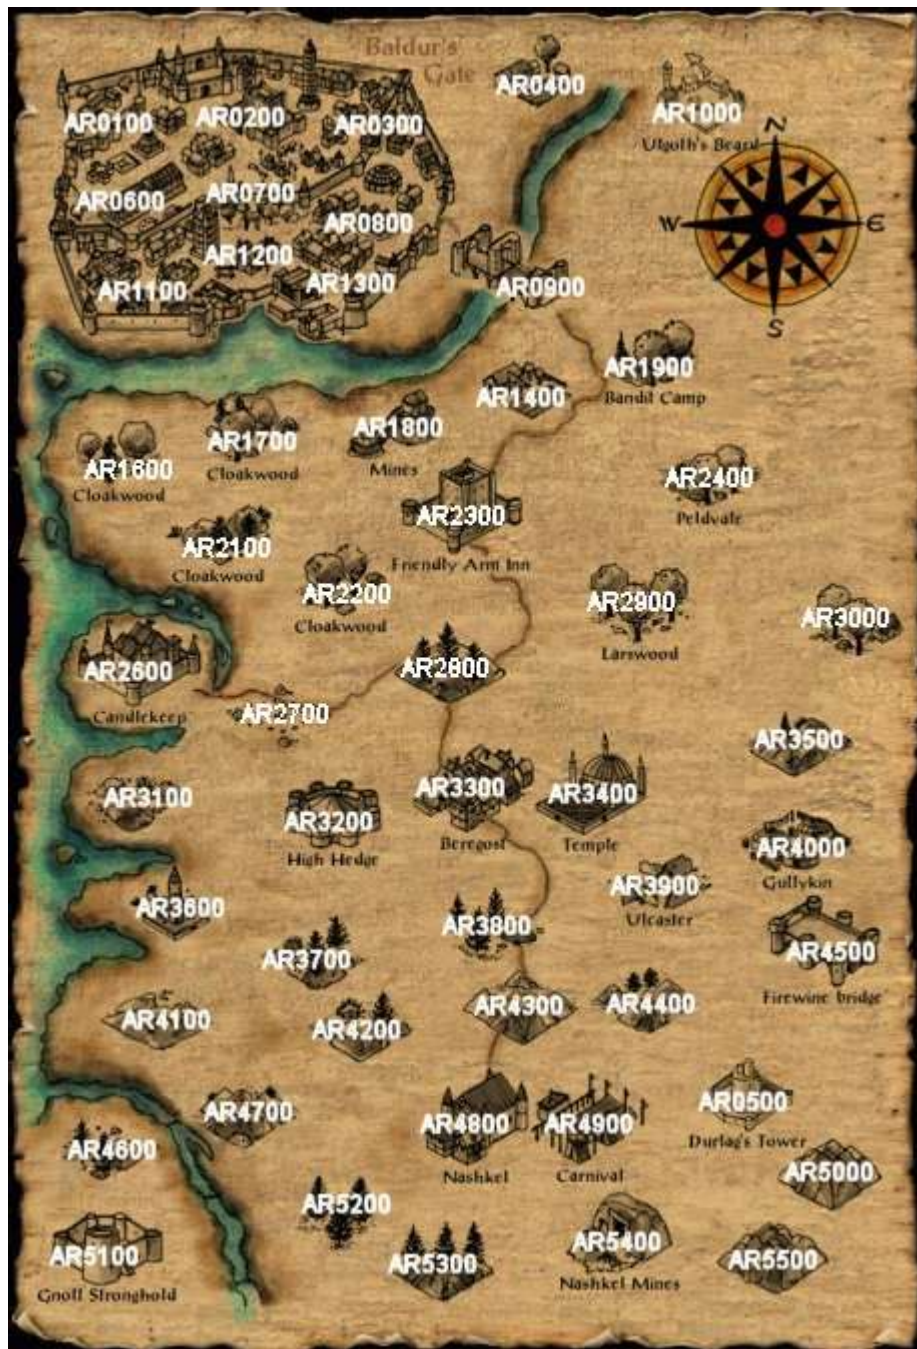 Baldur's
Gate
AR0400
AR1000
Ulgoth's Beard
AR0100
AR0200
AR0300
N
AR0600
AR0700
AR0800
W
E
AR1200
AR1100
AR1300
AR0900
S
AR1900
Bandit Camp
AR1400
AR1600
Cloakwood
AR1700
Cloakwood
AR1800
Mines
AR2400
Peldvale
AR2300
Friendly Arm Inn
AR2100
Cloakwood
AR2200
Cloakwood
AR2900
Larswood
AR3000
AR2600
Candlekeep
AR2800
AR2700
AR3500
AR3100
AR3200
High Hedge
AR3300
Beregost
AR3400
Temple
AR4000
Gullykin
AR3600
AR3900
Ulcaster
AR3800
AR3700
AR4500
Firewine bridge
AR4100
AR4200
AR4300
AR4400
AR4700
AR4800
Nashkel
AR4900
Carnival
AR0500
Durlag's Tower
AR4600
AR5000
AR5200
AR5100
Gnoll Stronghold
AR5300
AR5400
Nashkel Mines
AR5500